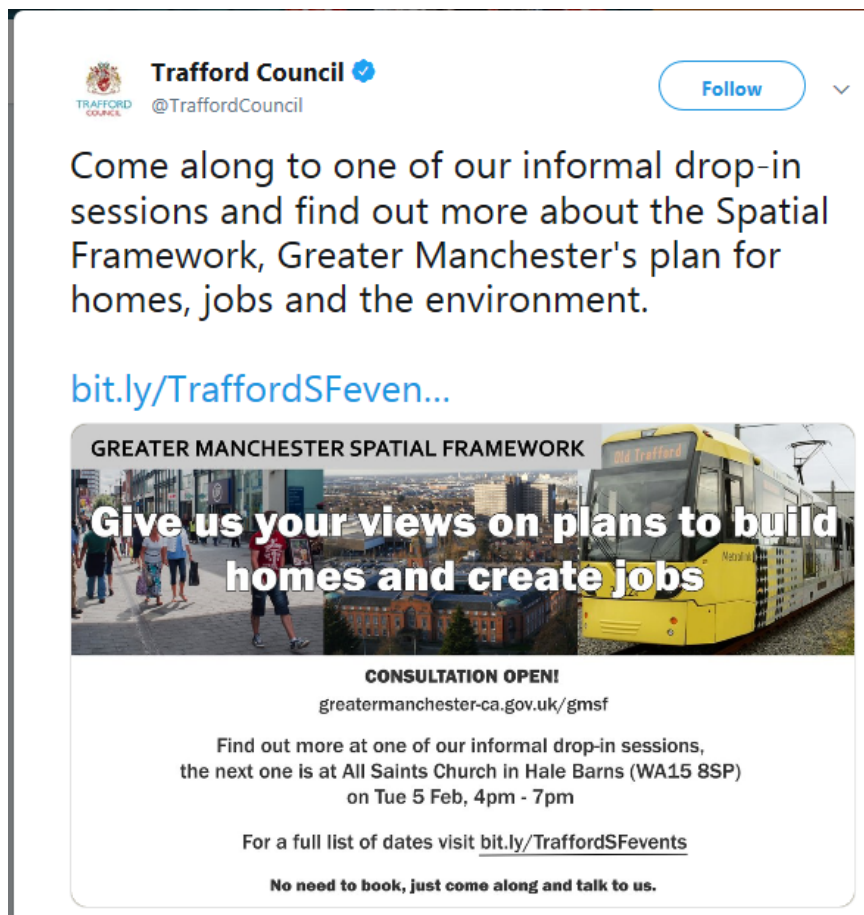 Trafford Council
@TraffordCouncil
TRAFFORD
COUNCIL
Follow
Come along to one of our informal drop-in
sessions and find out more about the Spatial
Framework, Greater Manchester's plan for
homes, jobs and the environment.
bit.ly/TraffordSFeven...
GREATER MANCHESTER SPATIAL FRAMEWORK
Old Trafford
Give us your views on plans to build
homes and create jobs
Metrolink
CONSULTATION OPEN!
greatermanchester-ca.gov.uk/gmsf
Find out more at one of our informal drop-in sessions,
the next one is at All Saints Church in Hale Barns (WA15 8SP)
on Tue 5 Feb, 4pm - 7pm
For a full list of dates visit bit.ly/TraffordSFevents
No need to book, just come along and talk to us.